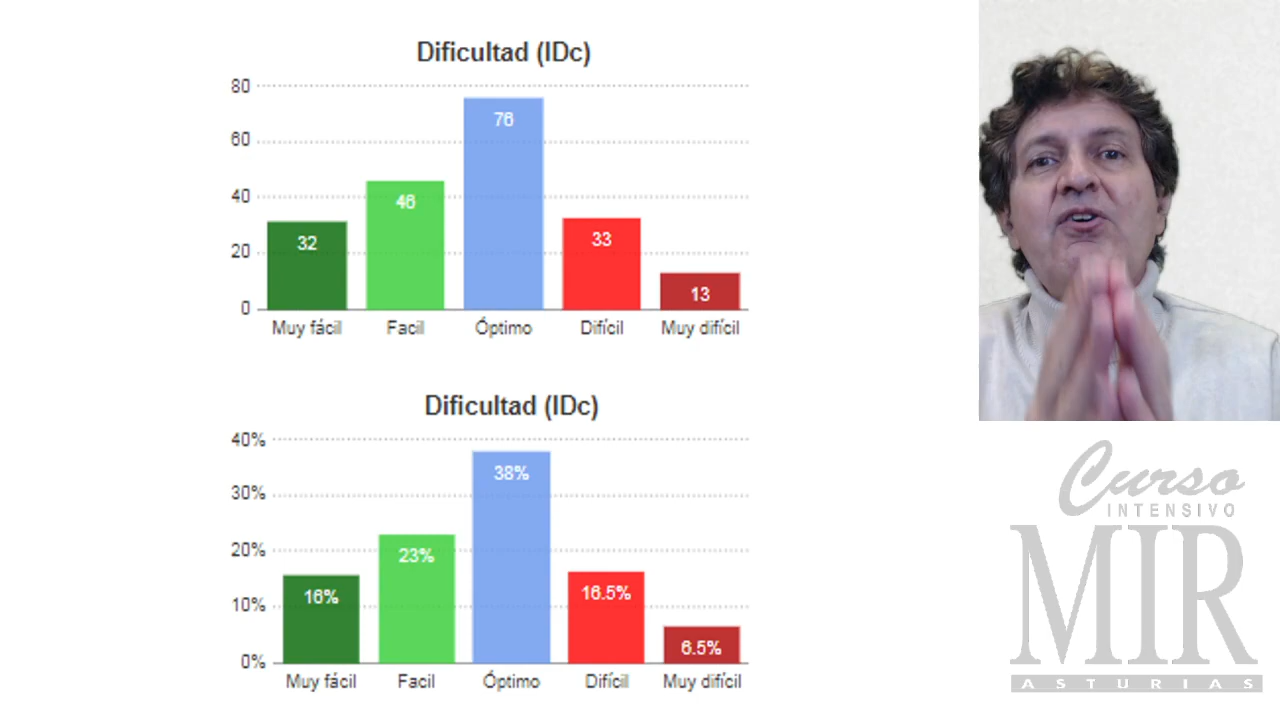 Dificultad (IDc)
80
60
40
20
0
32
46
76
33
13
Muy fácil
Facil
Óptimo
Difícil
Muy difícil
Dificultad (IDc)
40%
30%
20%
10%
0%
16%
23%
38%
16.5%
6.5%
Muy fácil
Facil
Óptimo
Difícil
Muy difícil
Curso
INTENSIVO
MIR
ASTURIAS